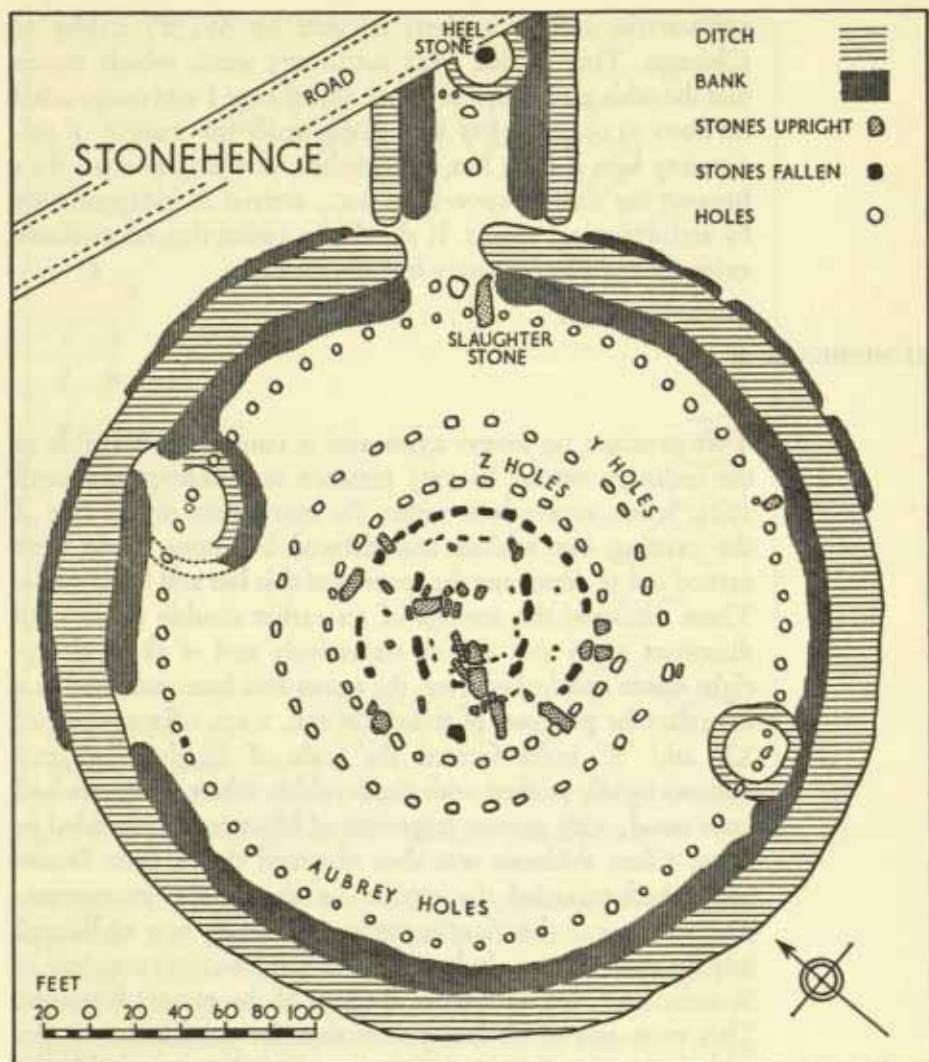 HEEL
STONE
ROAD
STONEHENGE
DITCH
BANK
STONES UPRIGHT
STONES FALLEN
HOLES
SLAUGHTER
STONE
Y HOLES
Z HOLES
AUBREY HOLES
FEET
20 0 20 40 60 80 100